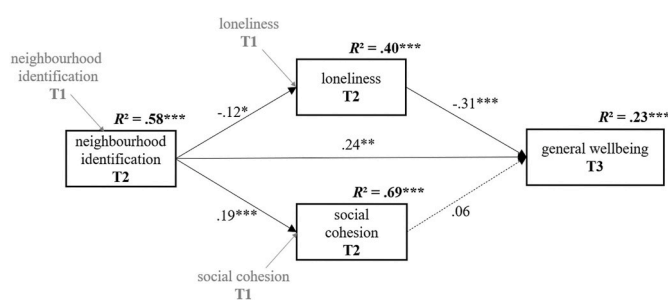 loneliness
T1
R² = .40***
neighbourhood
identification
T1
loneliness
T2
R² = .58***
-.12*
-.31***
R² = .23***
neighbourhood
identification
T2
.24**
general wellbeing
T3
R² = .69***
.19***
social
cohesion
T2
.06
social cohesion
T1